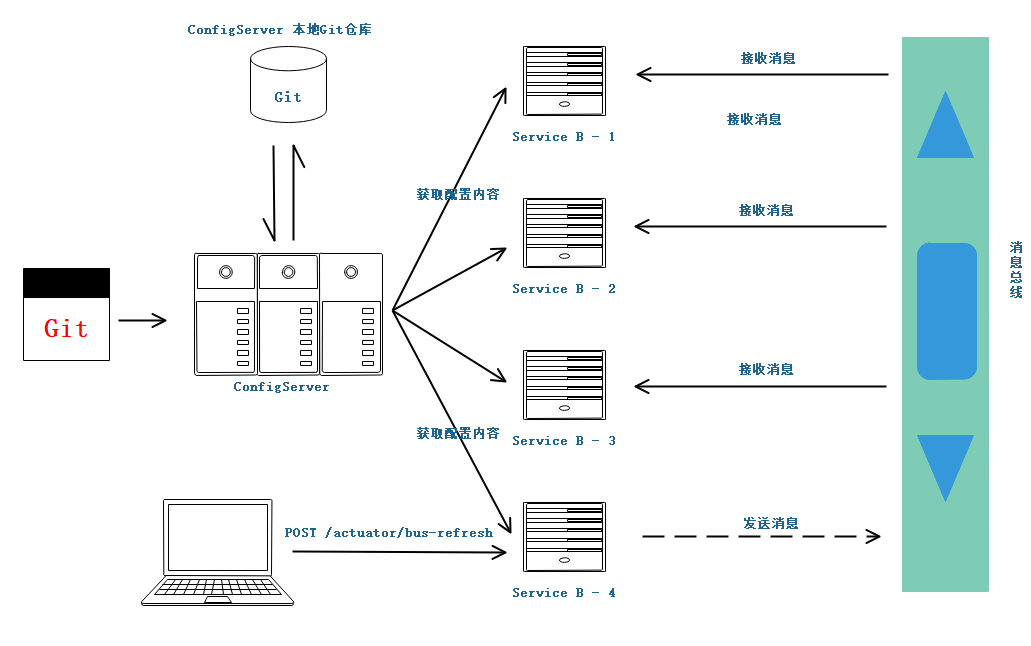 ConfigServer 本地Git仓库
Git
接收消息
接收消息
Service B - 1
获取配置内容
接收消息
Service B - 2
消息总线
Git
ConfigServer
接收消息
获取配置内容
Service B - 3
POST /actuator/bus-refresh
发送消息
Service B - 4